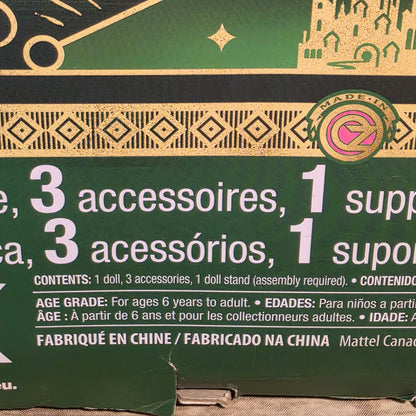 MADE·IN
OZ
e, 3 accessoires, 1 supp
ca, 3 acessórios, 1 supor
CONTENTS: 1 doll, 3 accessories, 1 doll stand (assembly required). • CONTENIDO
AGE GRADE: For ages 6 years to adult. • EDADES: Para niños a parti
ÂGE : À partir de 6 ans et pour les collectionneurs adultes. • IDADE: A
FABRIQUÉ EN CHINE / FABRICADO NA CHINA Mattel Canad
eu.